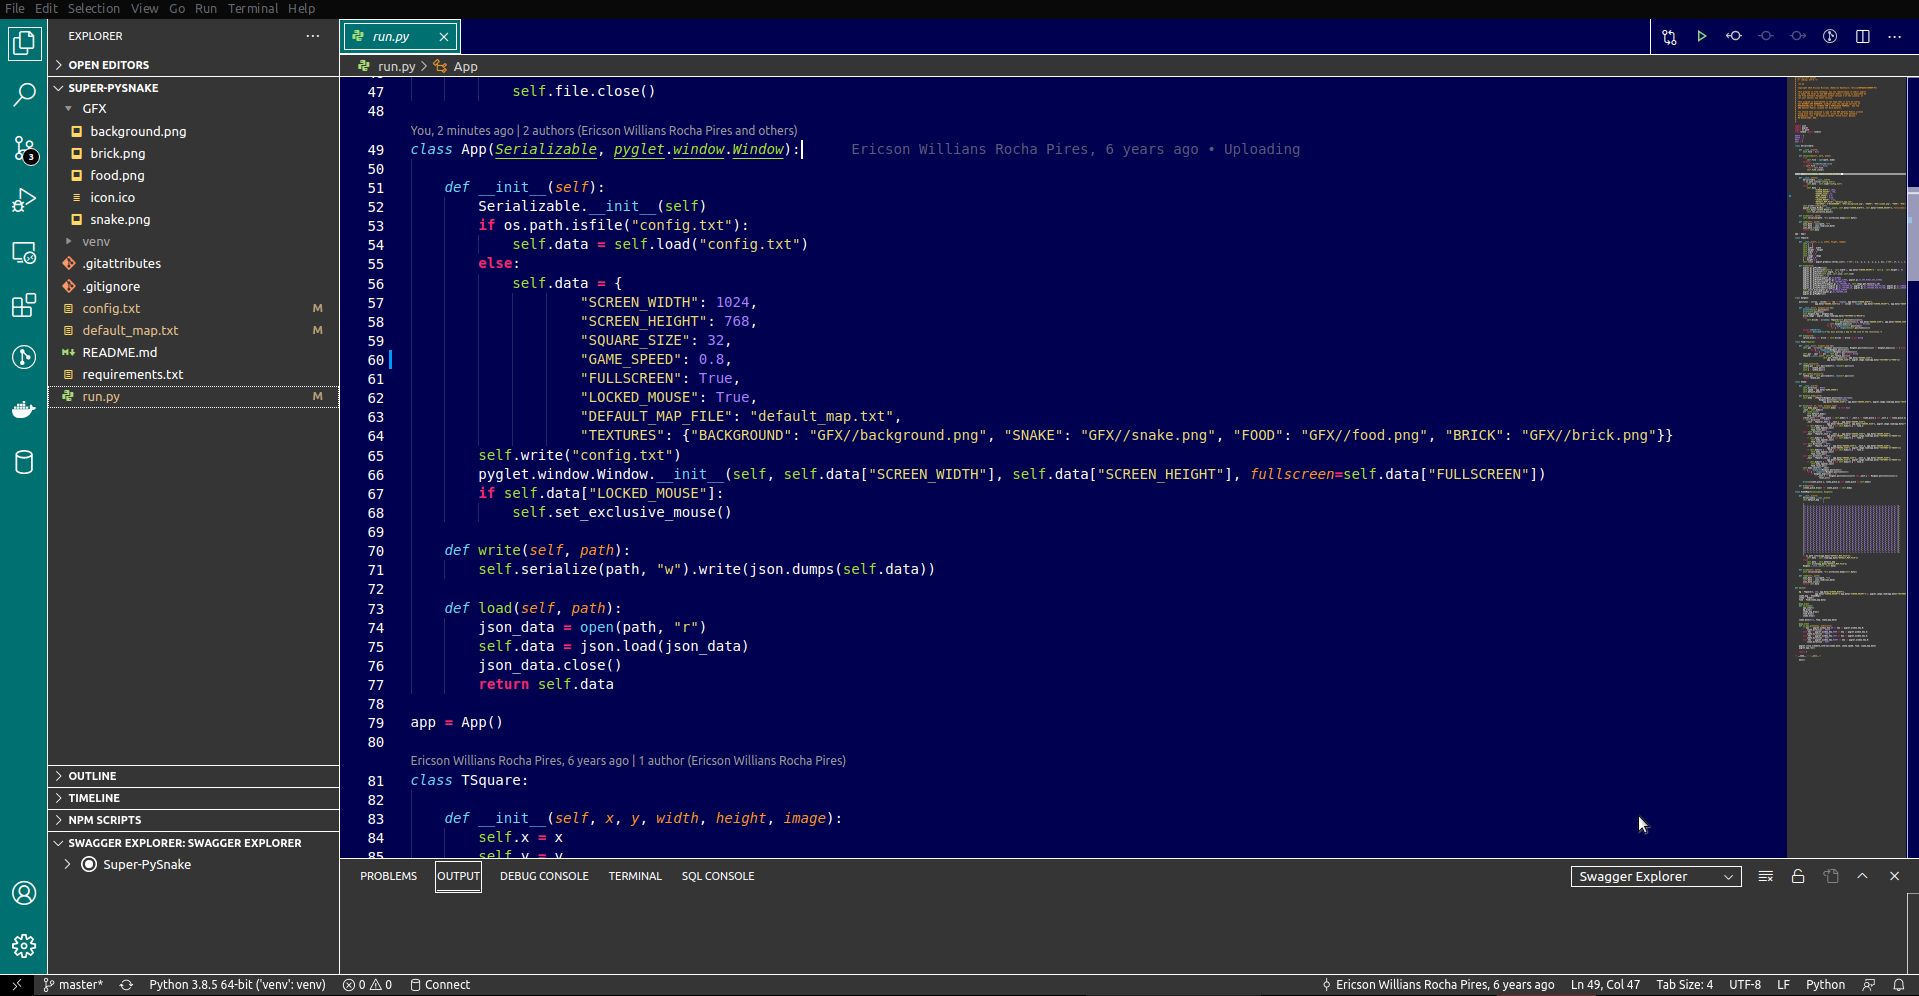 File Edit Selection View Go Run Terminal Help
EXPLORER
run.py
OPEN EDITORS
run.py > App
SUPER-PYSNAKE
GFX
background.png
brick.png
food.png
icon.ico
snake.png
venv
.gitattributes
.gitignore
config.txt M
default_map.txt M
README.md
requirements.txt
run.py M
OUTLINE
TIMELINE
NPM SCRIPTS
SWAGGER EXPLORER: SWAGGER EXPLORER
Super-PySnake
3
47 self.file.close()
48
You, 2 minutes ago | 2 authors (Ericson Willians Rocha Pires and others)
49 class App(Serializable, pyglet.window.Window): Ericson Willians Rocha Pires, 6 years ago • Uploading
50
51 def __init__(self):
52 Serializable.__init__(self)
53 if os.path.isfile("config.txt"):
54 self.data = self.load("config.txt")
55 else:
56 self.data = {
57 "SCREEN_WIDTH": 1024,
58 "SCREEN_HEIGHT": 768,
59 "SQUARE_SIZE": 32,
60 "GAME_SPEED": 0.8,
61 "FULLSCREEN": True,
62 "LOCKED_MOUSE": True,
63 "DEFAULT_MAP_FILE": "default_map.txt",
64 "TEXTURES": {"BACKGROUND": "GFX//background.png", "SNAKE": "GFX//snake.png", "FOOD": "GFX//food.png", "BRICK": "GFX//brick.png"}}
65 self.write("config.txt")
66 pyglet.window.Window.__init__(self, self.data["SCREEN_WIDTH"], self.data["SCREEN_HEIGHT"], fullscreen=self.data["FULLSCREEN"])
67 if self.data["LOCKED_MOUSE"]:
68 self.set_exclusive_mouse()
69
70 def write(self, path):
71 self.serialize(path, "w").write(json.dumps(self.data))
72
73 def load(self, path):
74 json_data = open(path, "r")
75 self.data = json.load(json_data)
76 json_data.close()
77 return self.data
78
79 app = App()
80
Ericson Willians Rocha Pires, 6 years ago | 1 author (Ericson Willians Rocha Pires)
81 class TSquare:
82
83 def __init__(self, x, y, width, height, image):
84 self.x = x
85 self.y = y
PROBLEMS OUTPUT DEBUG CONSOLE TERMINAL SQL CONSOLE Swagger Explorer
master* Python 3.8.5 64-bit ('venv': venv) 0 0 Connect Ericson Willians Rocha Pires, 6 years ago Ln 49, Col 47 Tab Size: 4 UTF-8 LF Python